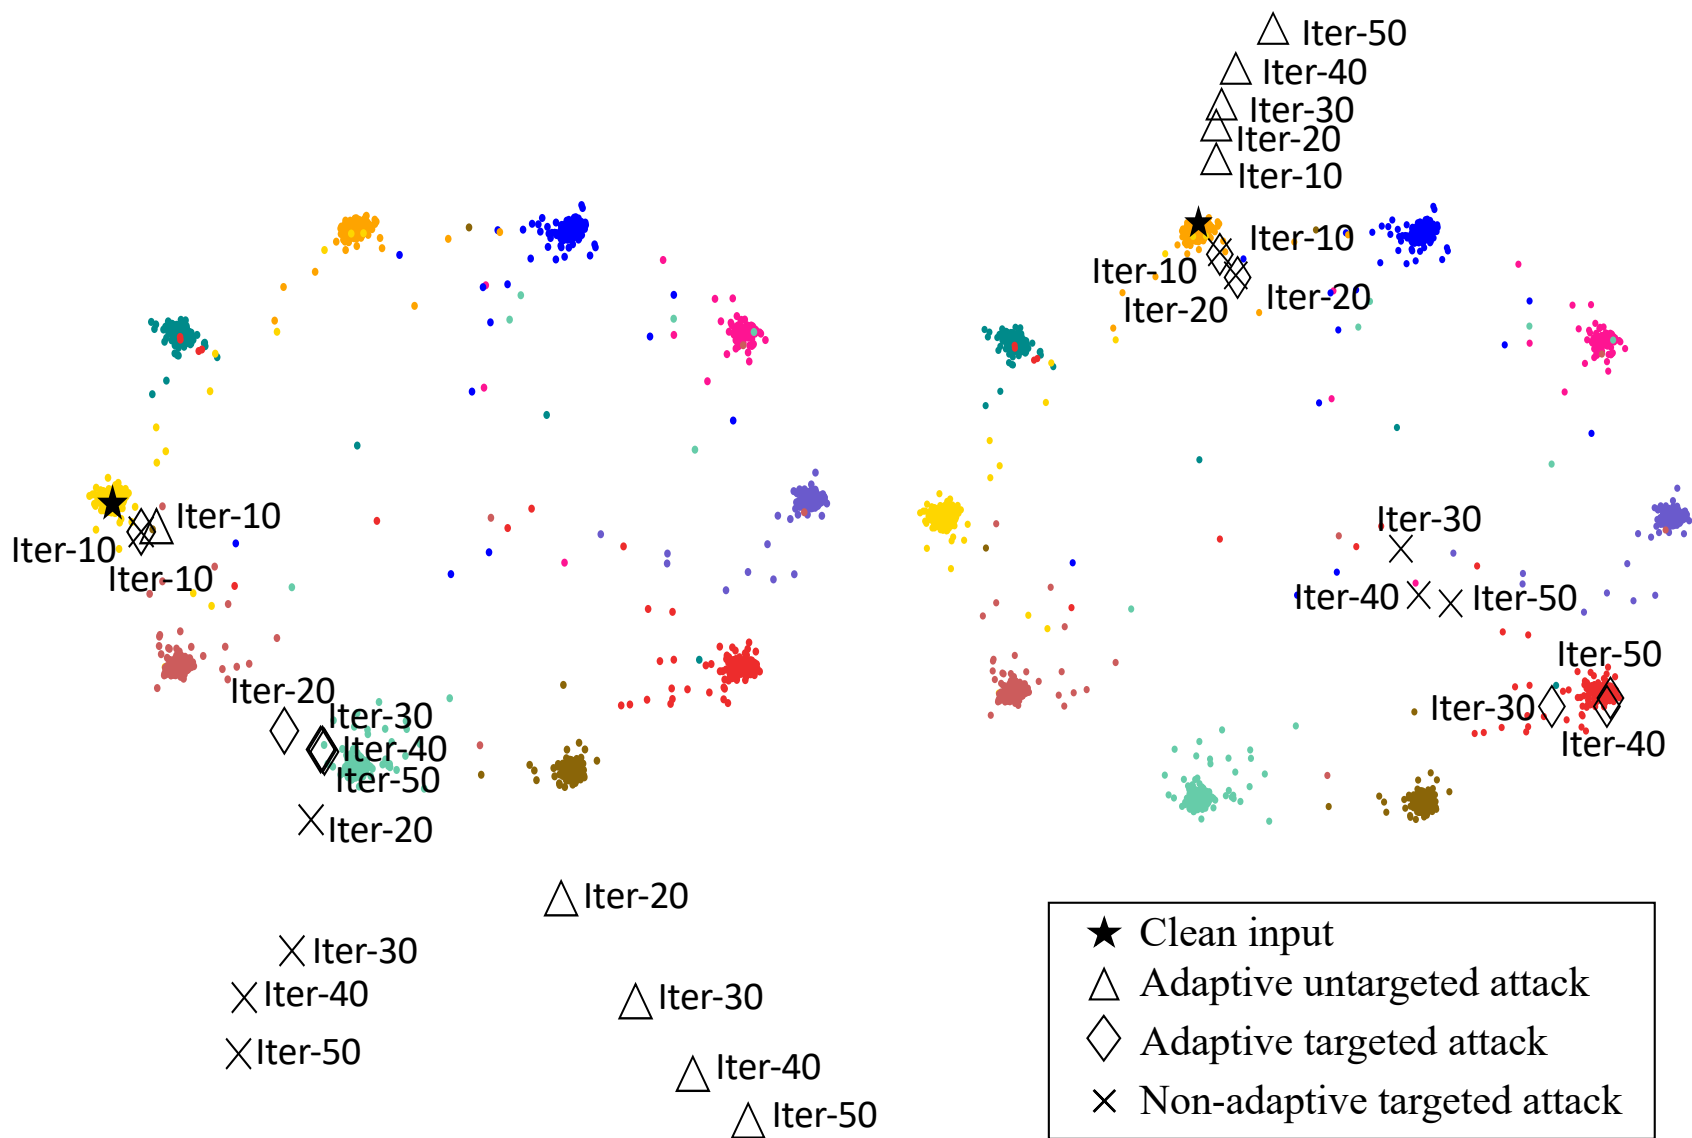 Iter-10
Iter-10
Iter-10
Iter-20
Iter-30
Iter-40
Iter-50
Iter-20
Iter-20
Iter-30
Iter-40
Iter-50
Iter-30
Iter-40
Iter-50
Iter-50
Iter-40
Iter-30
Iter-20
Iter-10
Iter-10
Iter-10
Iter-20
Iter-20
Iter-30
Iter-40
Iter-50
Iter-50
Iter-30
Iter-40
Clean input
Adaptive untargeted attack
Adaptive targeted attack
Non-adaptive targeted attack